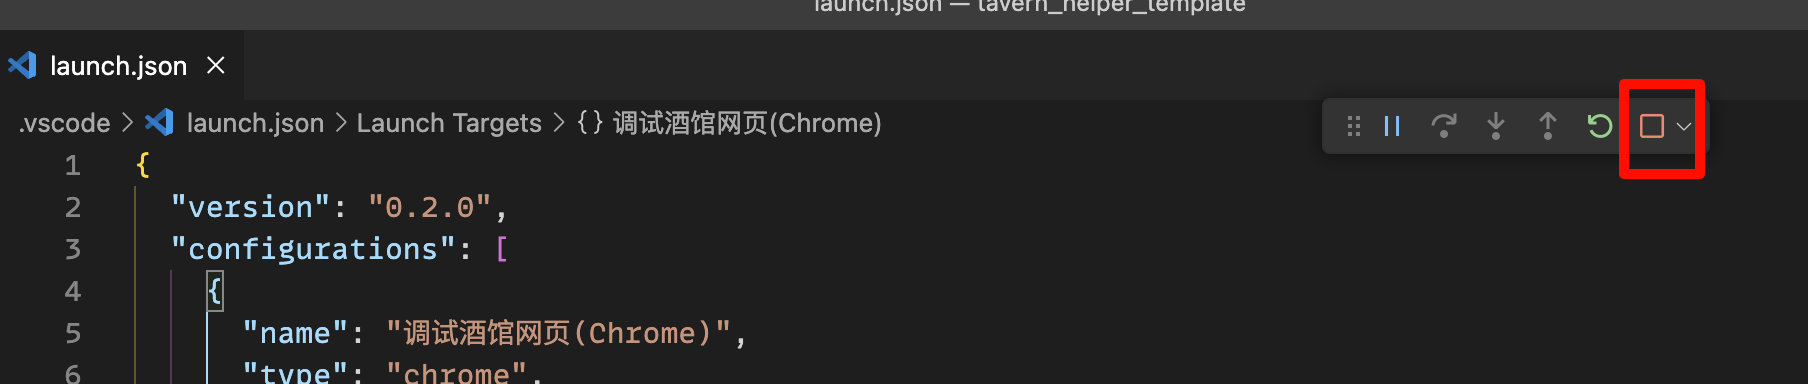 launch.json — tavern_helper_template
launch.json
.vscode > launch.json > Launch Targets > {} 调试酒馆网页(Chrome)
1 {
2 "version": "0.2.0",
3 "configurations": [
4 {
5 "name": "调试酒馆网页(Chrome)",
6 "type": "chrome",